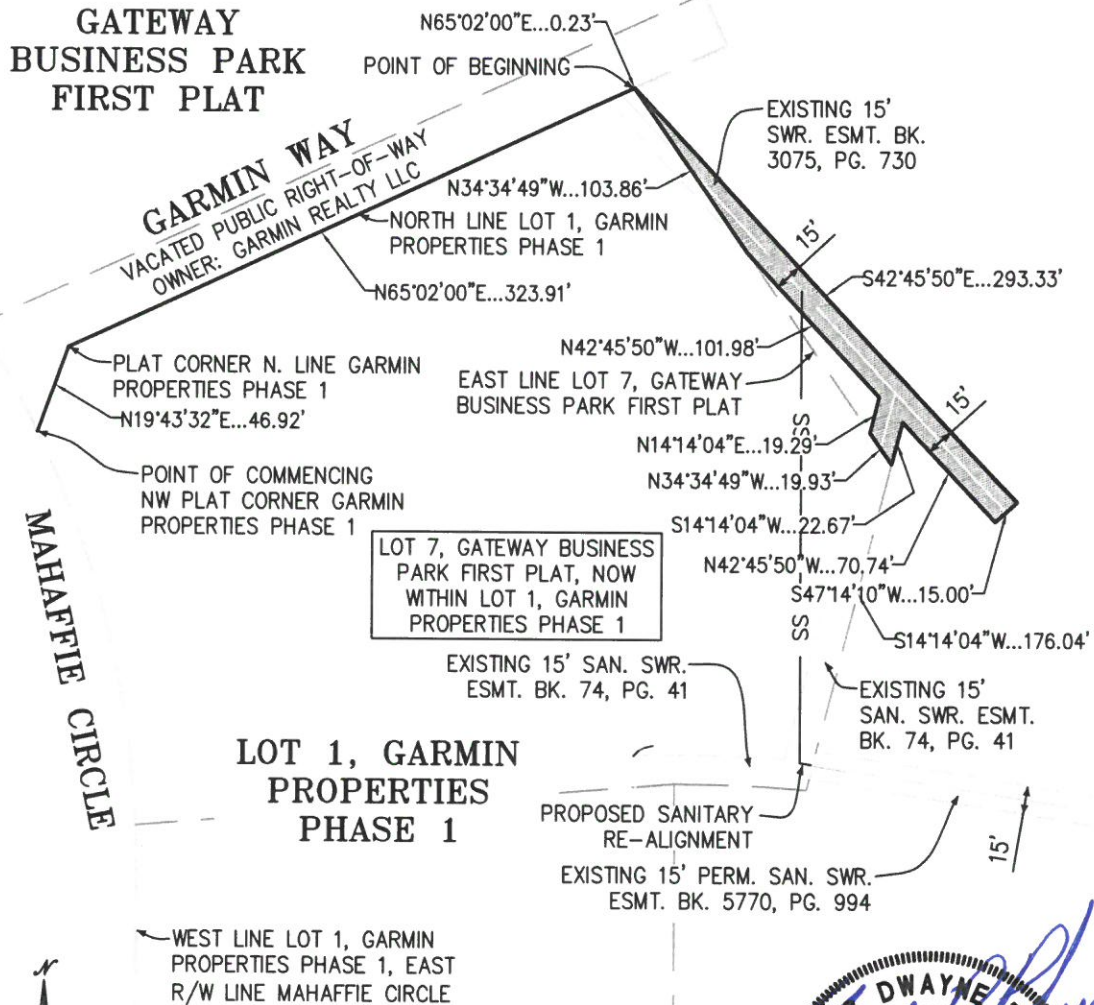 GATEWAY
BUSINESS PARK
FIRST PLAT
N65°02'00"E...0.23'
POINT OF BEGINNING
EXISTING 15'
SWR. ESMT. BK.
3075, PG. 730
GARMIN WAY
VACATED PUBLIC RIGHT-OF-WAY
OWNER: GARMIN REALTY LLC
N34°34'49"W...103.86'
NORTH LINE LOT 1, GARMIN
PROPERTIES PHASE 1
N65°02'00"E...323.91'
15'
S42°45'50"E...293.33'
PLAT CORNER N. LINE GARMIN
PROPERTIES PHASE 1
N19°43'32"E...46.92'
N42°45'50"W...101.98'
EAST LINE LOT 7, GATEWAY
BUSINESS PARK FIRST PLAT
15'
SS
N14°14'04"E...19.29'
N34°34'49"W...19.93'
POINT OF COMMENCING
NW PLAT CORNER GARMIN
PROPERTIES PHASE 1
S14°14'04"W...22.67'
N42°45'50"W...70.74'
S47°14'10"W...15.00'
MAHAFFIE CIRCLE
LOT 7, GATEWAY BUSINESS
PARK FIRST PLAT, NOW
WITHIN LOT 1, GARMIN
PROPERTIES PHASE 1
SS
S14°14'04"W...176.04'
EXISTING 15' SAN. SWR.
ESMT. BK. 74, PG. 41
EXISTING 15'
SAN. SWR. ESMT.
BK. 74, PG. 41
LOT 1, GARMIN
PROPERTIES
PHASE 1
PROPOSED SANITARY
RE-ALIGNMENT
15'
EXISTING 15' PERM. SAN. SWR.
ESMT. BK. 5770, PG. 994
WEST LINE LOT 1, GARMIN
PROPERTIES PHASE 1, EAST
R/W LINE MAHAFFIE CIRCLE
N
DWAYNE